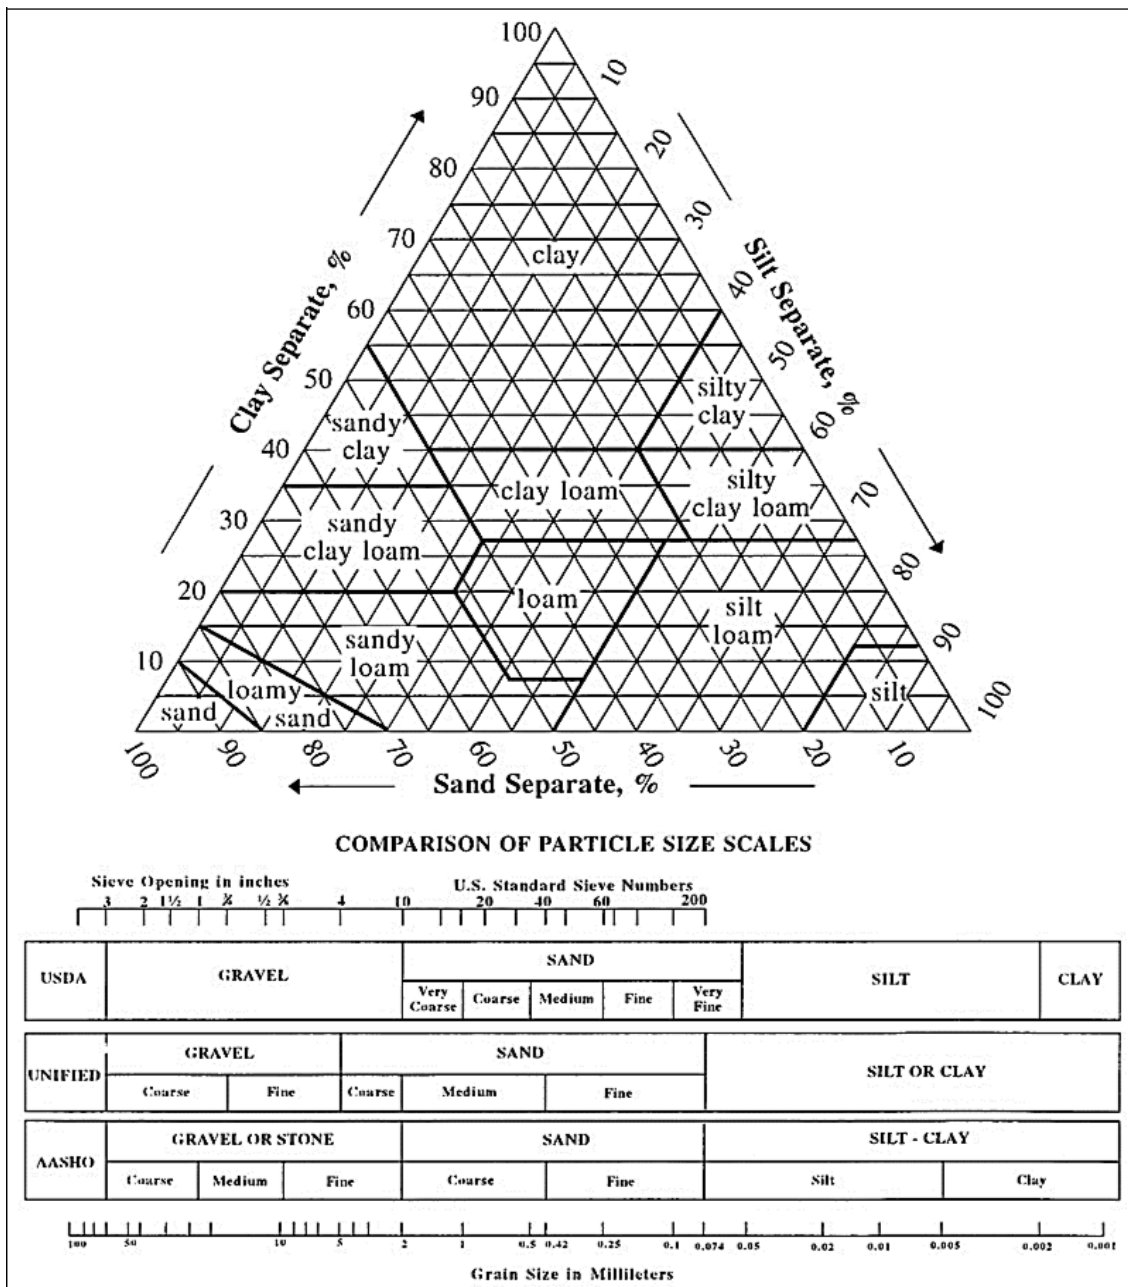 100
90
80
70
60
50
40
30
20
10
Clay Separate, %
10
20
30
40
50
60
70
80
90
100
Silt Separate, %
clay
silty
clay
sandy
clay
clay loam
silty
clay loam
sandy
clay loam
loam
silt
loam
sandy
loam
loamy
sand
sand
silt
100
90
80
70
60
50
40
30
20
10
Sand Separate, %
COMPARISON OF PARTICLE SIZE SCALES
Sieve Opening in inches
U.S. Standard Sieve Numbers
3 2 1½ 1 ¾ ½ ⅜ 4 10 20 40 60 200
USDA
GRAVEL
SAND
SILT
CLAY
Very
Coarse
Coarse
Medium
Fine
Very
Fine
UNIFIED
GRAVEL
SAND
SILT OR CLAY
Coarse
Fine
Coarse
Medium
Fine
AASHO
GRAVEL OR STONE
SAND
SILT - CLAY
Coarse
Medium
Fine
Coarse
Fine
Silt
Clay
100 50 10 5 2 1 0.5 0.42 0.25 0.1 0.074 0.05 0.02 0.01 0.005 0.002 0.001
Grain Size in Milileters